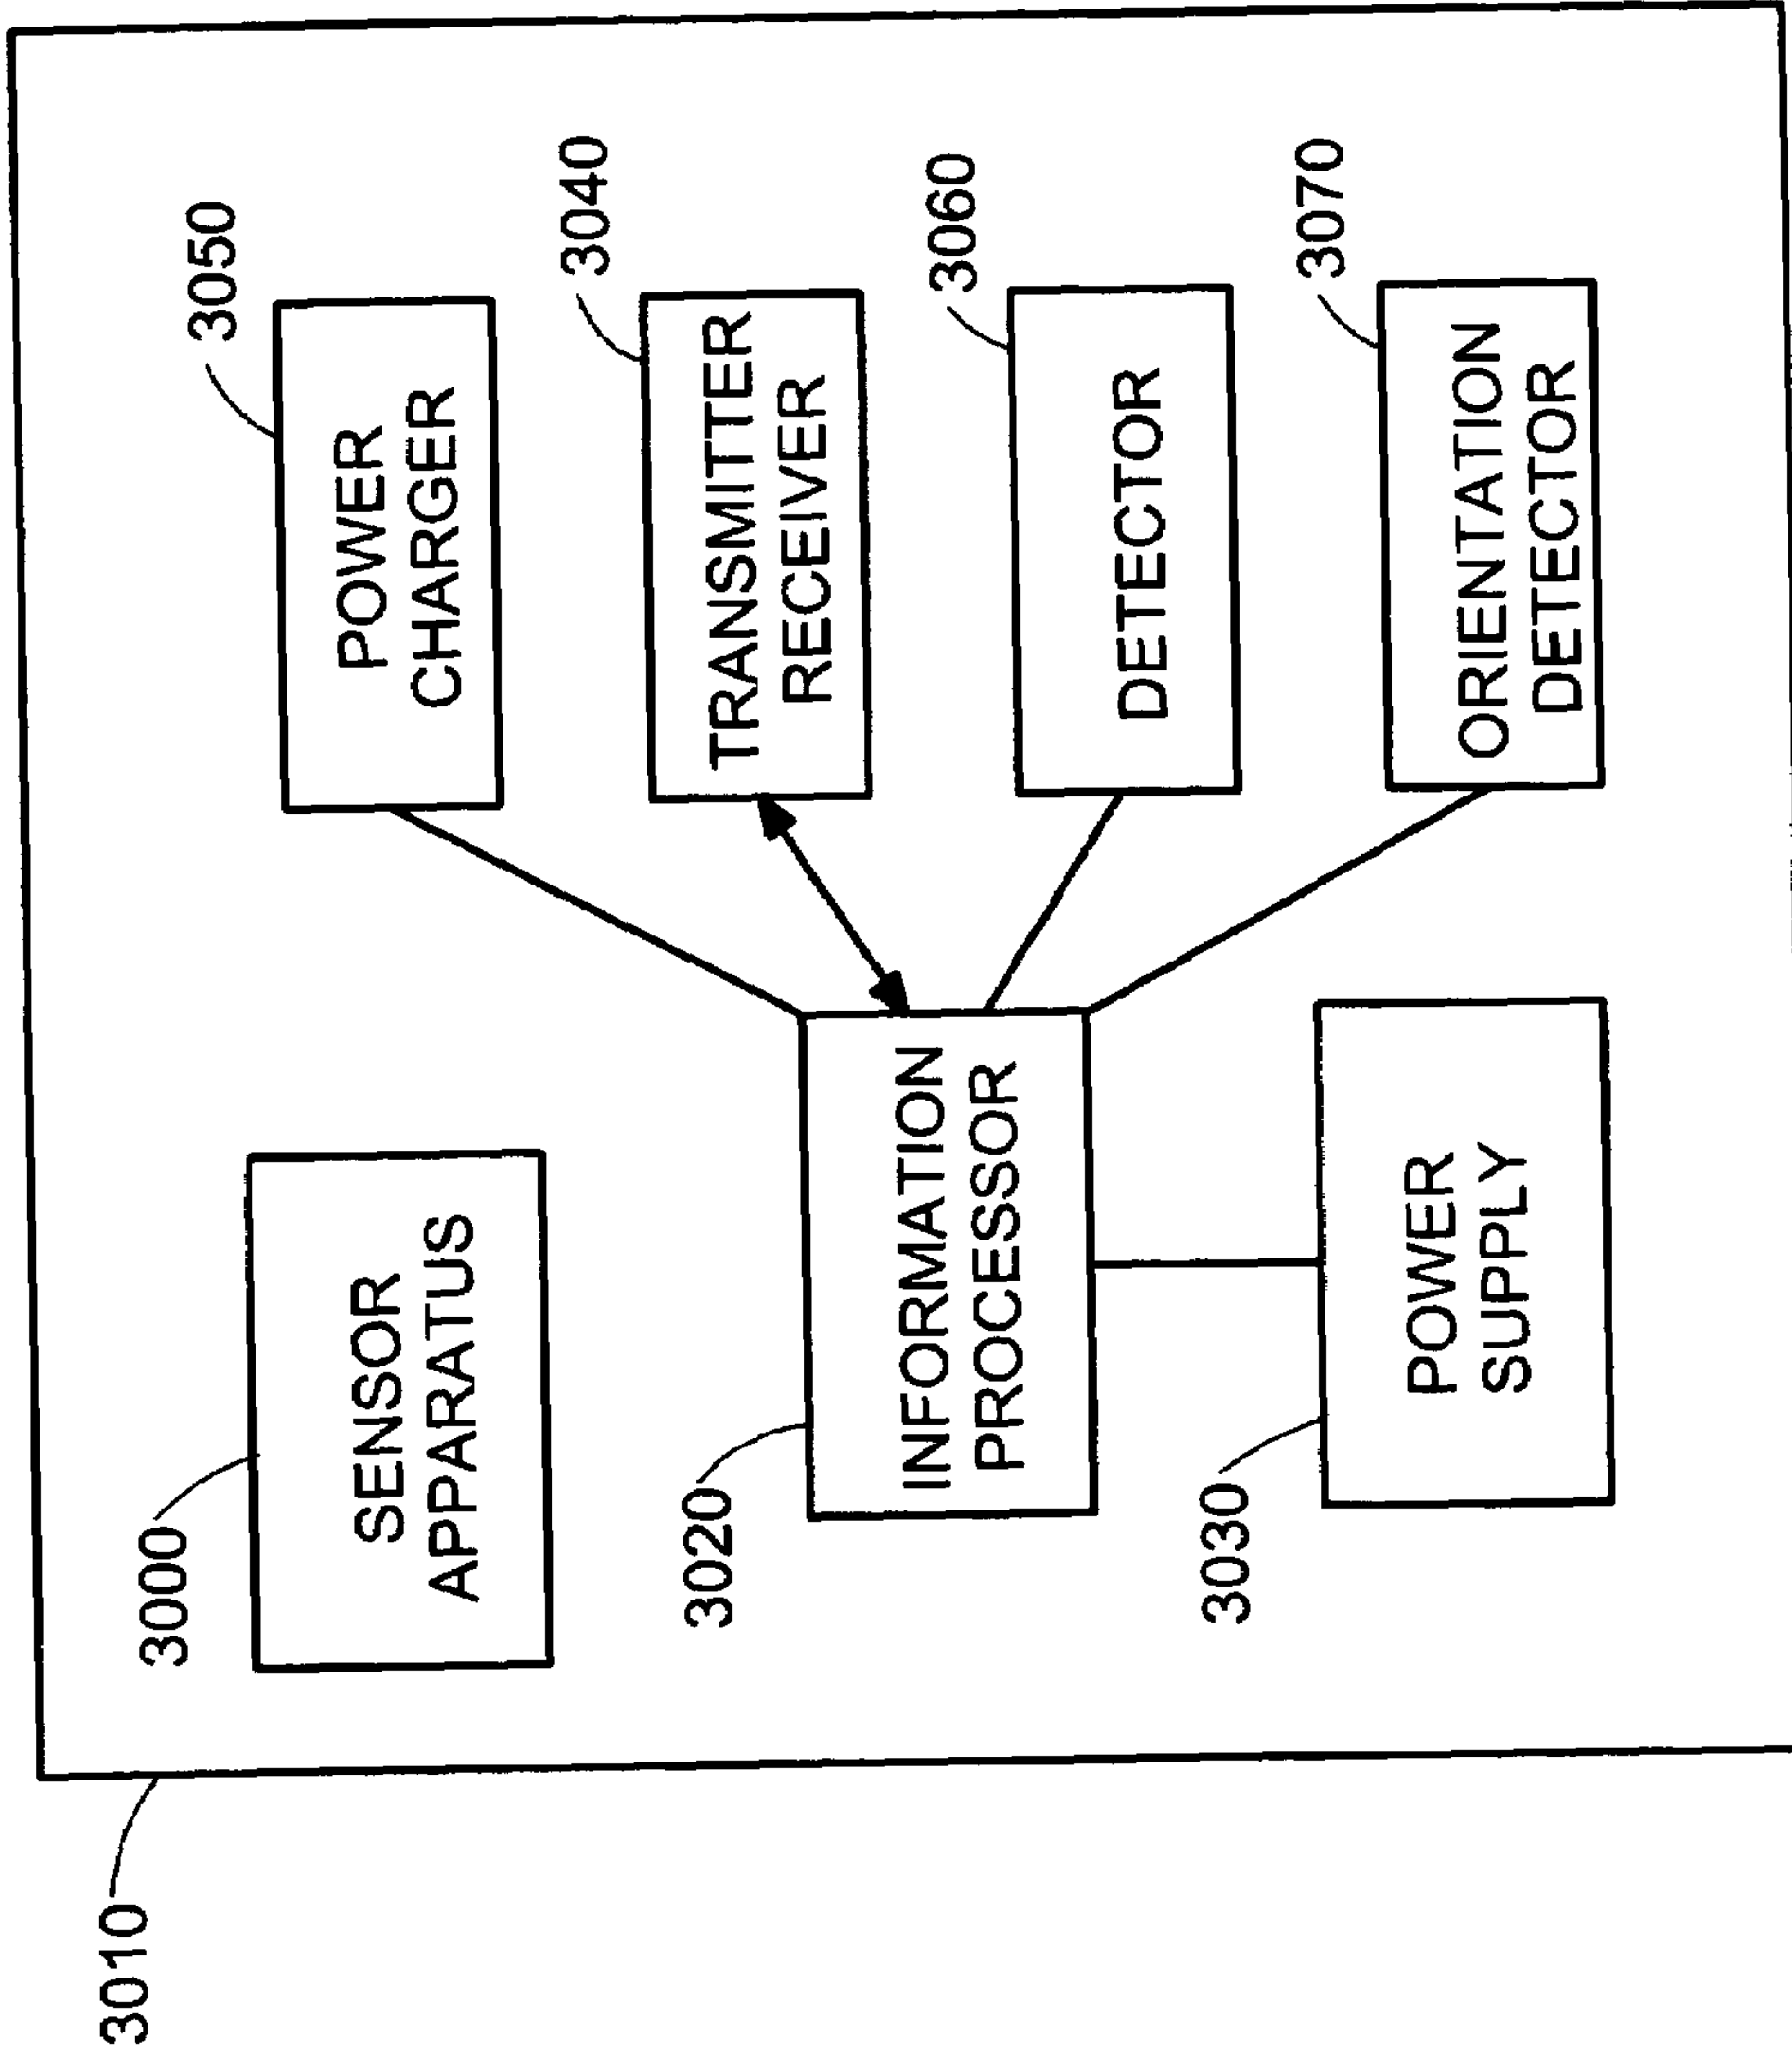 3010
3000
SENSOR
APPARATUS
3050
POWER
CHARGER
3020
INFORMATION
PROCESSOR
3040
TRANSMITTER
RECEIVER
3060
DETECTOR
3030
POWER
SUPPLY
3070
ORIENTATION
DETECTOR